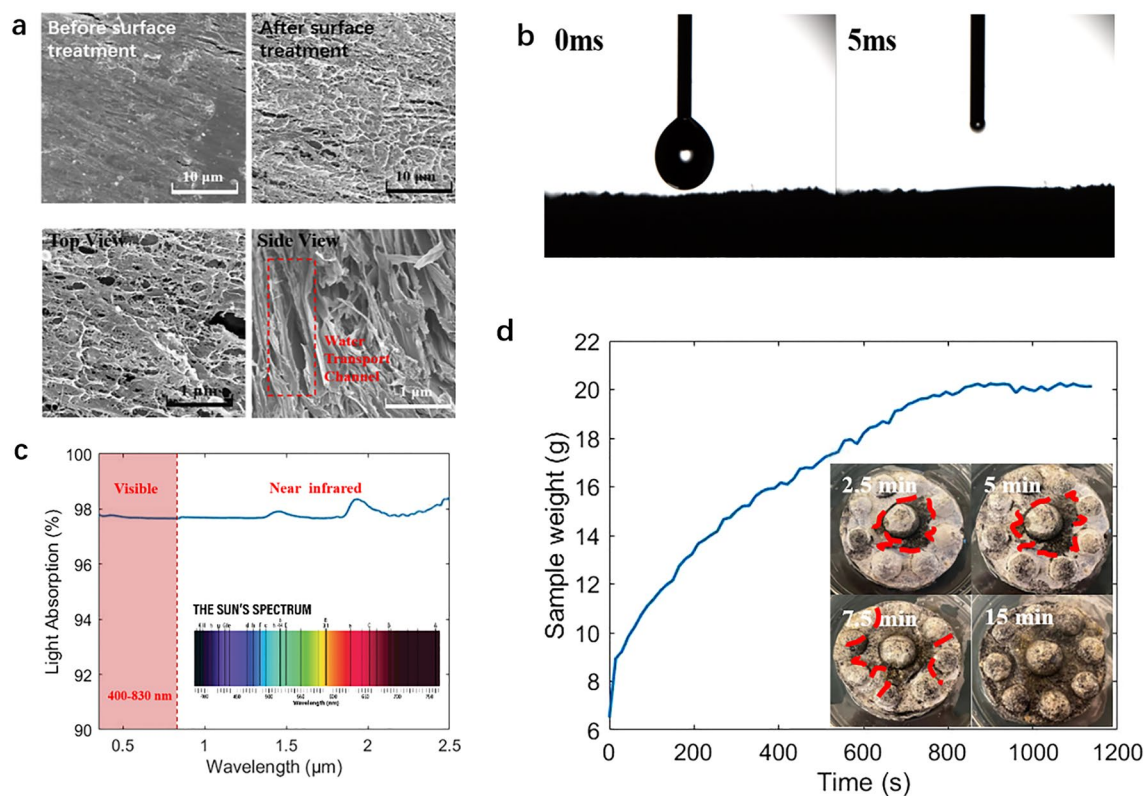 a
Before surface
treatment
After surface
treatment
10 µm
10 µm
Top View
Side View
Water
Transport
Channel
1 µm
1 µm
b
0ms
5ms
c
100
98
96
94
92
90
Light Absorption (%)
Visible
Near infrared
400-830 nm
THE SUN'S SPECTRUM
Wavelength (nm)
0.5
1
1.5
2
2.5
Wavelength (µm)
d
22
20
18
16
14
12
10
8
6
Sample weight (g)
2.5 min
5 min
7.5 min
15 min
0
200
400
600
800
1000
1200
Time (s)